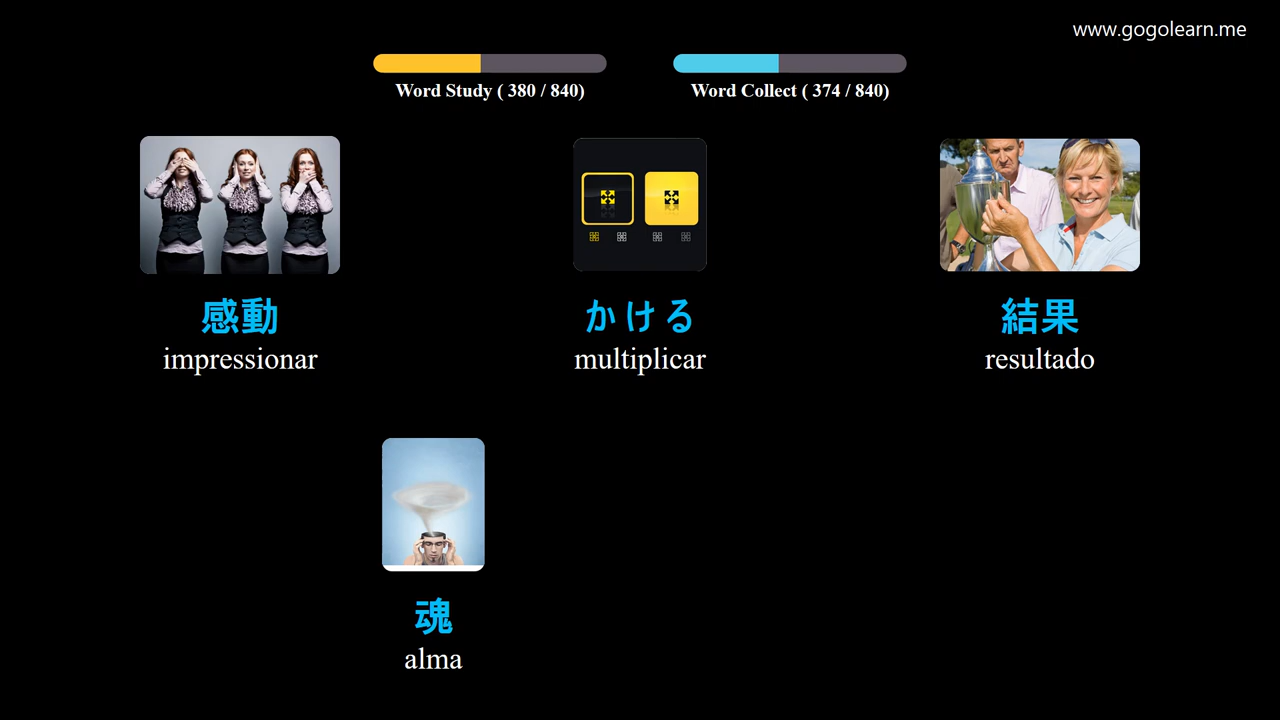 www.gogolearn.me
Word Study ( 380 / 840)
Word Collect ( 374 / 840)
感動
impressionar
かける
multiplicar
結果
resultado
魂
alma